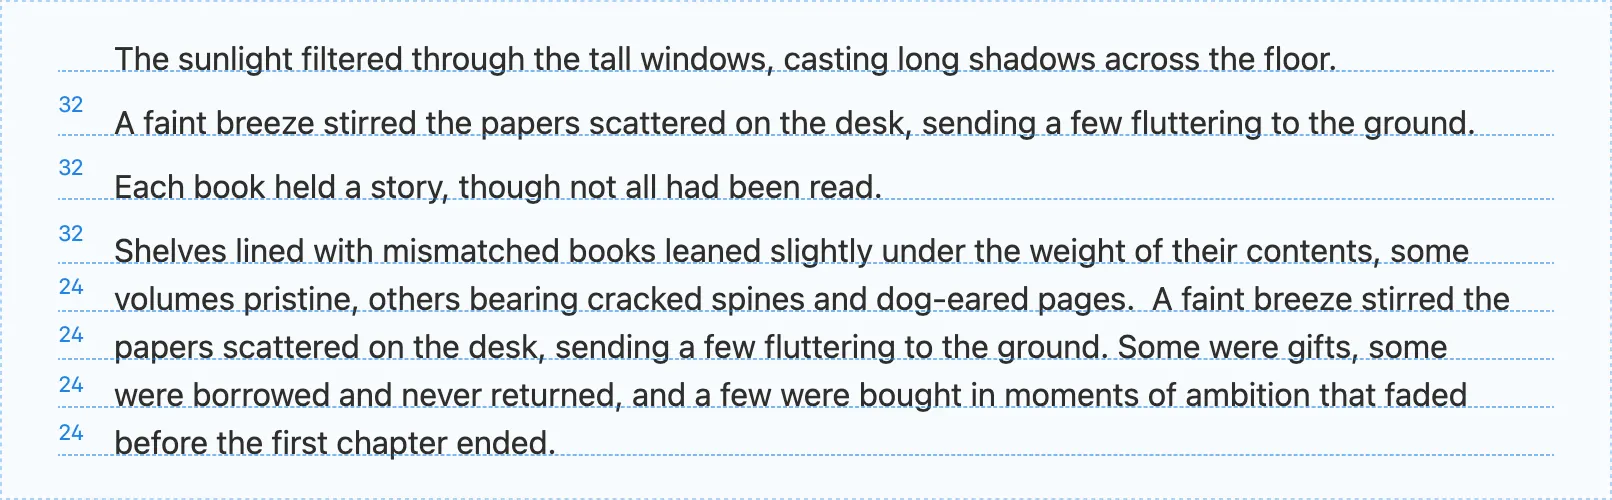 The sunlight filtered through the tall windows, casting long shadows across the floor.
32
A faint breeze stirred the papers scattered on the desk, sending a few fluttering to the ground.
32
Each book held a story, though not all had been read.
32
Shelves lined with mismatched books leaned slightly under the weight of their contents, some
24
volumes pristine, others bearing cracked spines and dog-eared pages.  A faint breeze stirred the
24
papers scattered on the desk, sending a few fluttering to the ground. Some were gifts, some
24
were borrowed and never returned, and a few were bought in moments of ambition that faded
24
before the first chapter ended.